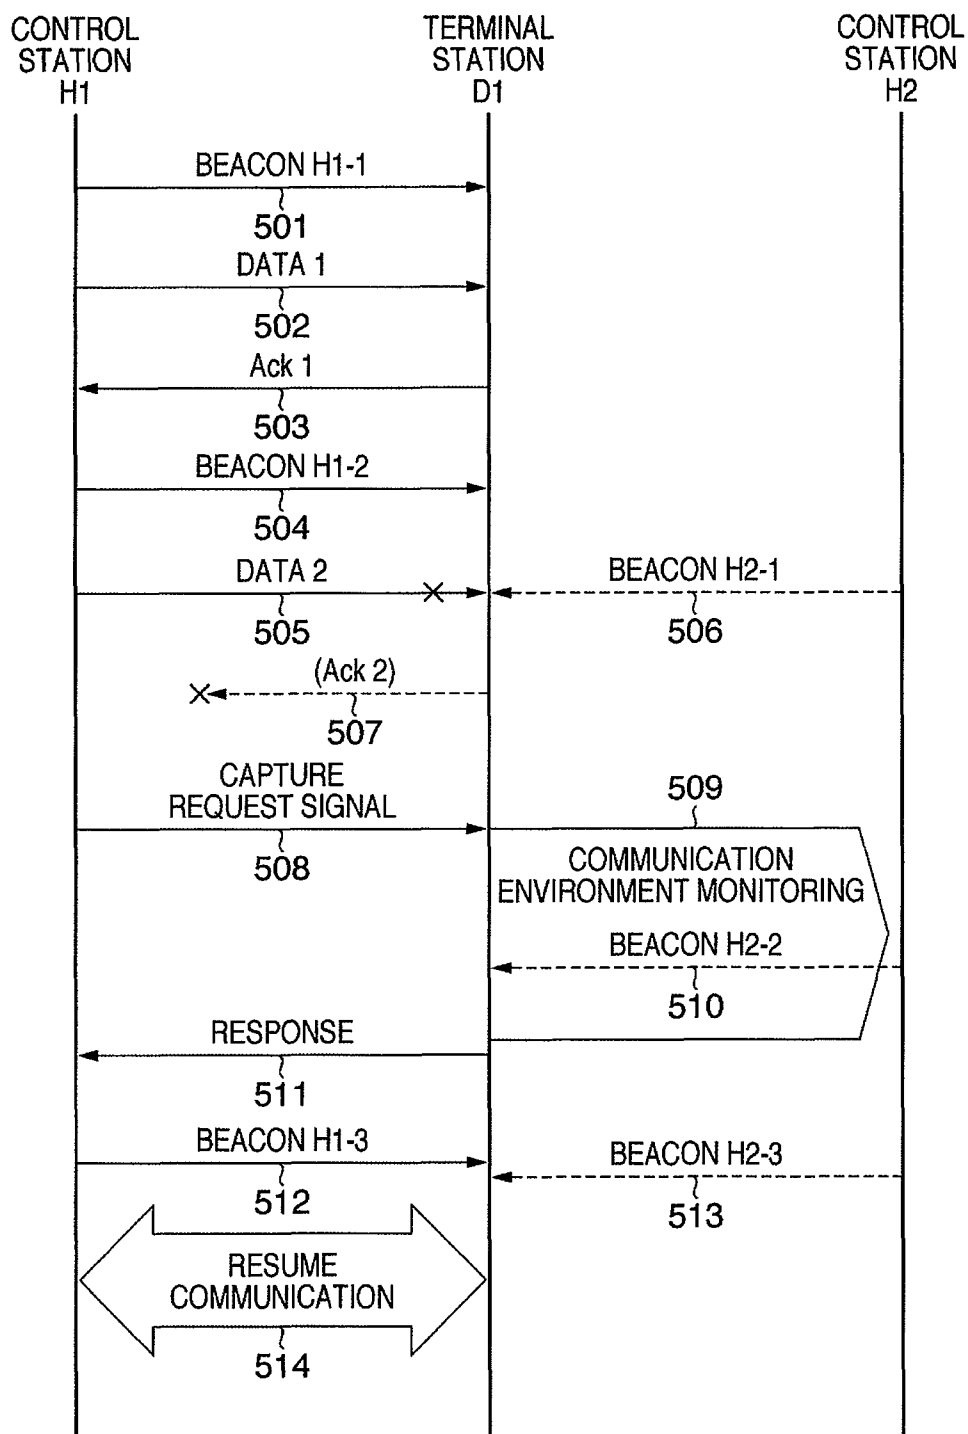 CONTROL
STATION
H1
TERMINAL
STATION
D1
CONTROL
STATION
H2
BEACON H1-1
501
DATA 1
502
Ack 1
503
BEACON H1-2
504
DATA 2
505
BEACON H2-1
506
(Ack 2)
507
CAPTURE
REQUEST SIGNAL
508
509
COMMUNICATION
ENVIRONMENT MONITORING
BEACON H2-2
510
RESPONSE
511
BEACON H1-3
512
BEACON H2-3
513
RESUME
COMMUNICATION
514